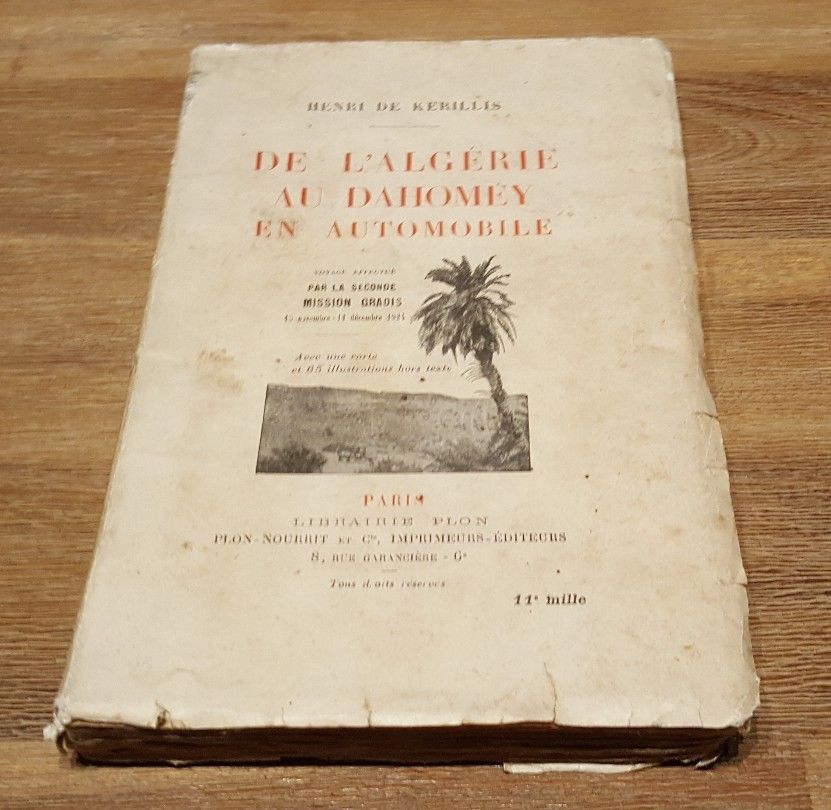 HENRI DE KERILLIS
DE L'ALGÉRIE
AU DAHOMEY
EN AUTOMOBILE
VOYAGE EFFECTUÉ
PAR LA SECONDE
MISSION GRADIS
15 novembre - 14 décembre 1924
Avec une carte
et 65 illustrations hors texte
PARIS
LIBRAIRIE PLON
PLON-NOURRIT ET Cie, IMPRIMEURS-ÉDITEURS
8, RUE GARANCIÈRE - 6e
Tous droits réservés
11e mille